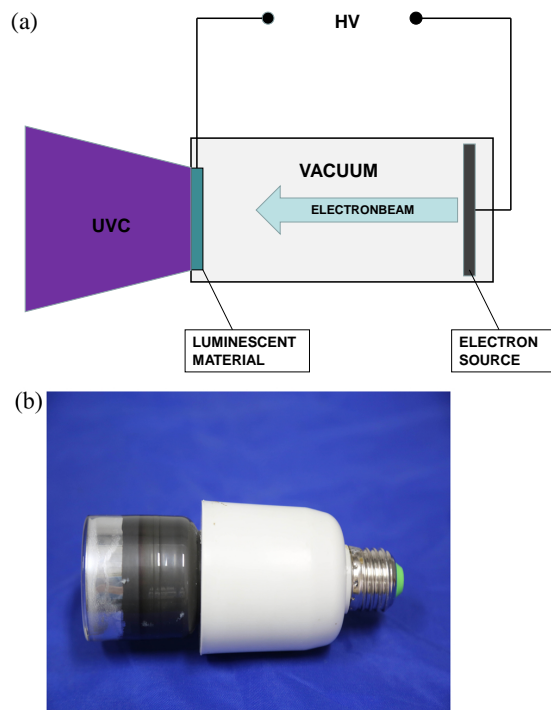 (a)
HV
VACUUM
ELECTRONBEAM
UVC
LUMINESCENT
MATERIAL
ELECTRON
SOURCE
(b)